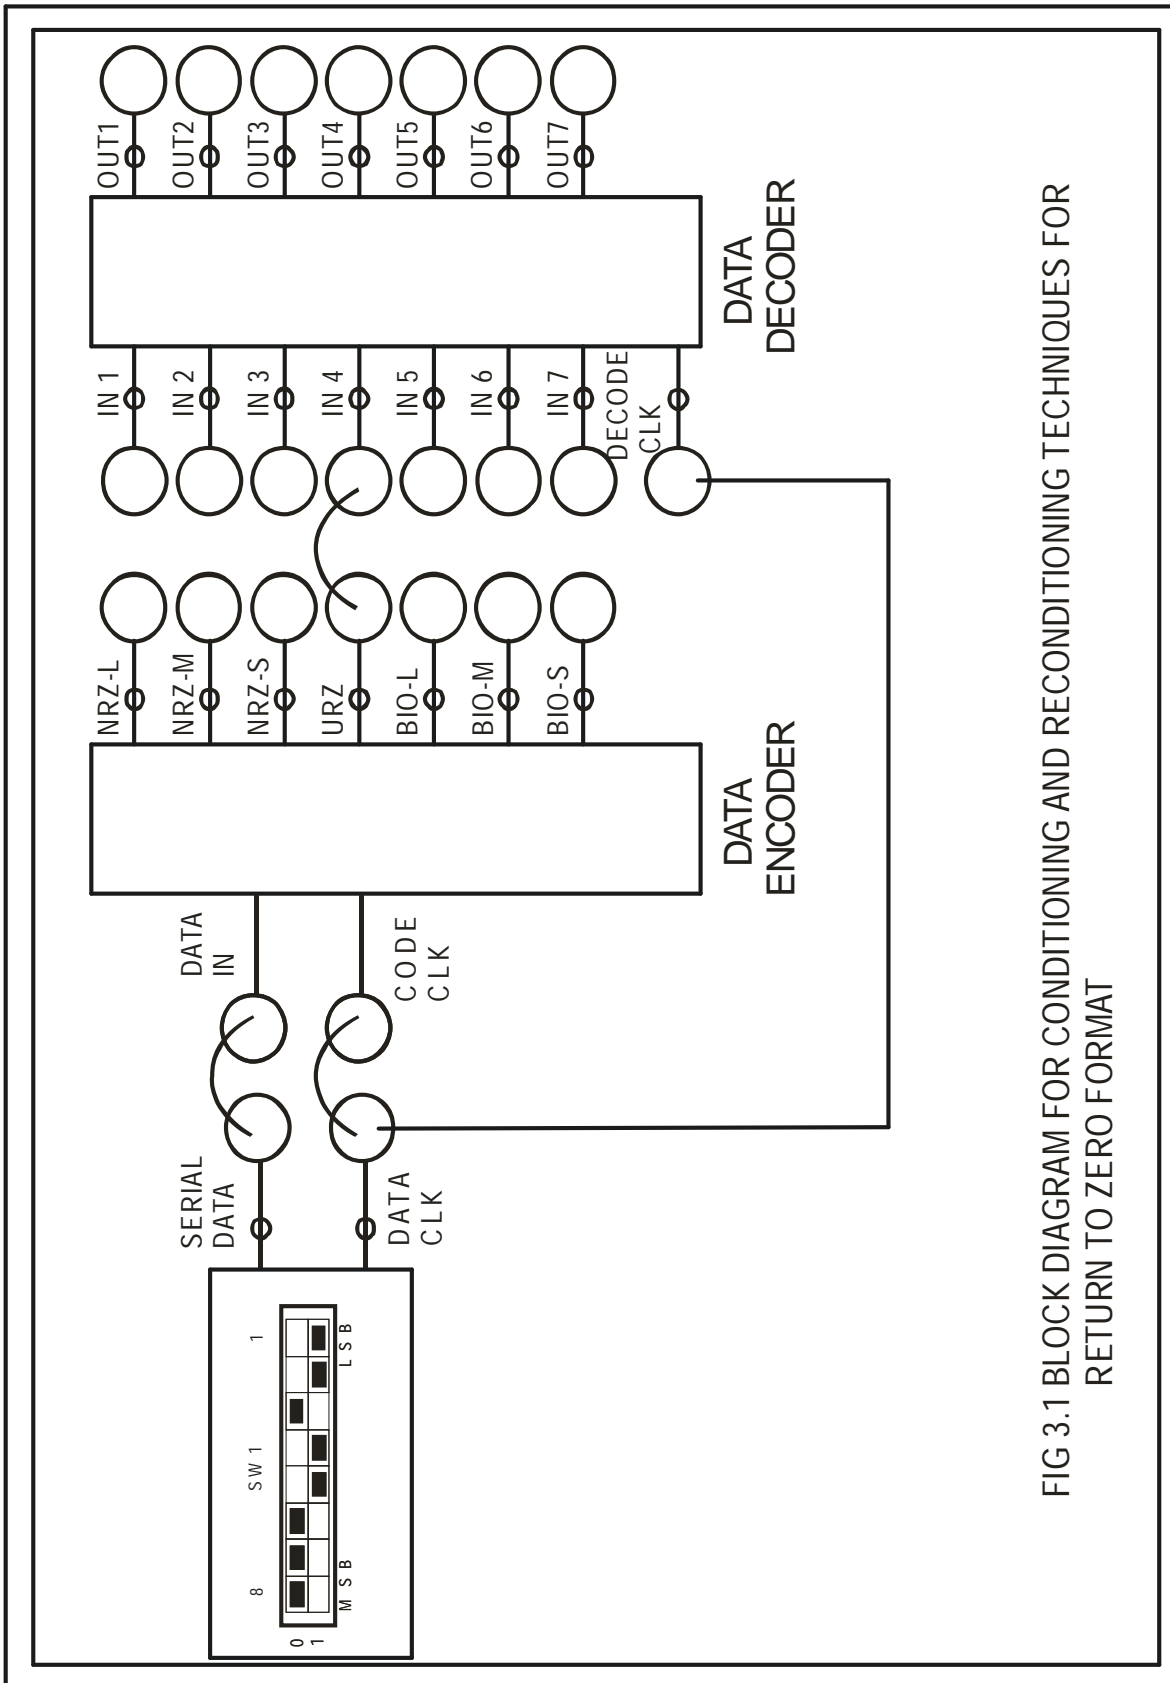 8
SW 1
1
0
1
M S B
L S B
SERIAL
DATA
DATA
CLK
DATA
IN
CODE
CLK
NRZ-L
NRZ-M
NRZ-S
URZ
BIO-L
BIO-M
BIO-S
DATA
ENCODER
IN 1
IN 2
IN 3
IN 4
IN 5
IN 6
IN 7
DECODE
CLK
OUT1
OUT2
OUT3
OUT4
OUT5
OUT6
OUT7
DATA
DECODER
FIG 3.1 BLOCK DIAGRAM FOR CONDITIONING AND RECONDITIONING TECHNIQUES FOR
RETURN TO ZERO FORMAT